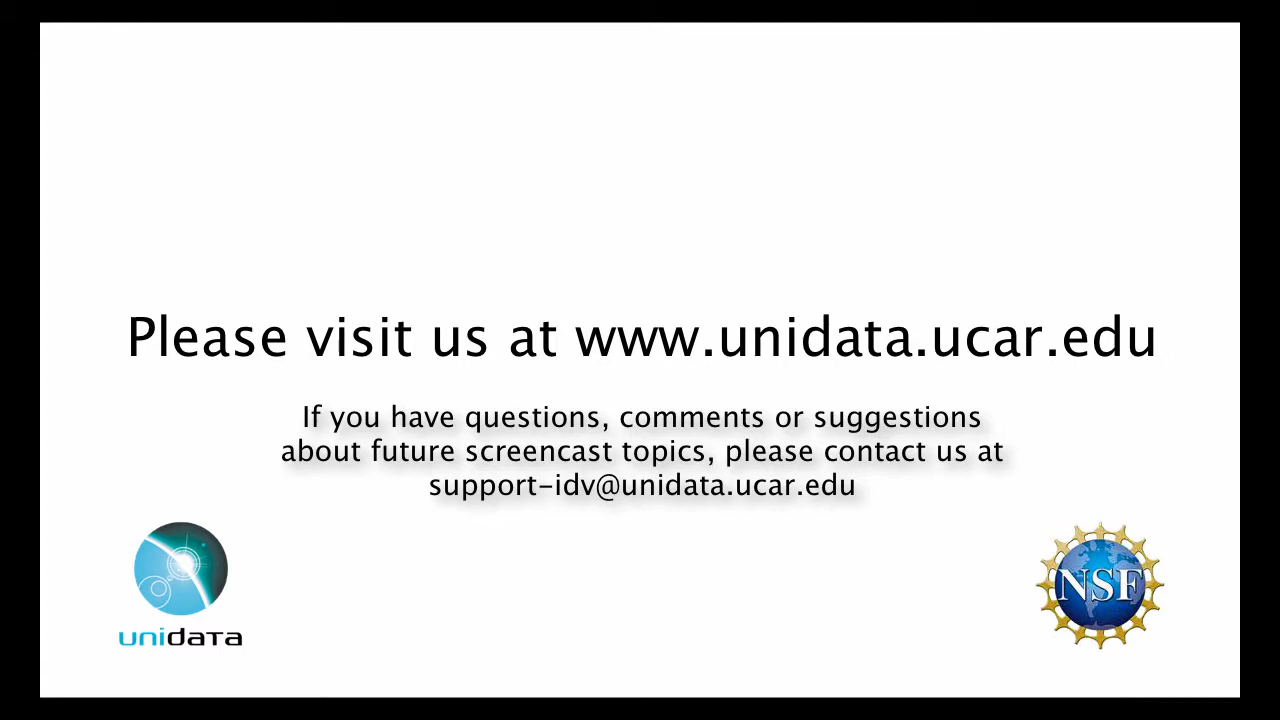 Please visit us at www.unidata.ucar.edu
If you have questions, comments or suggestions
about future screencast topics, please contact us at
support-idv@unidata.ucar.edu
unidata
NSF